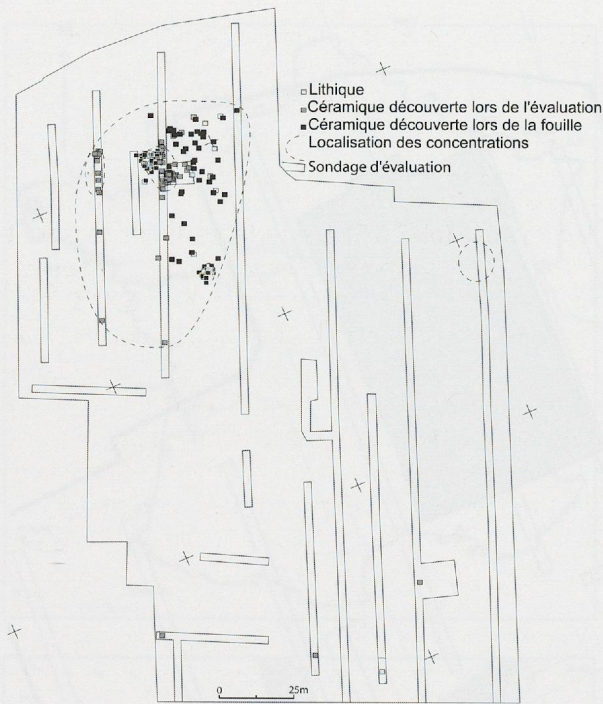 Lithique
Céramique découverte lors de l'évaluation
Céramique découverte lors de la fouille
Localisation des concentrations
Sondage d'évaluation
0 25m